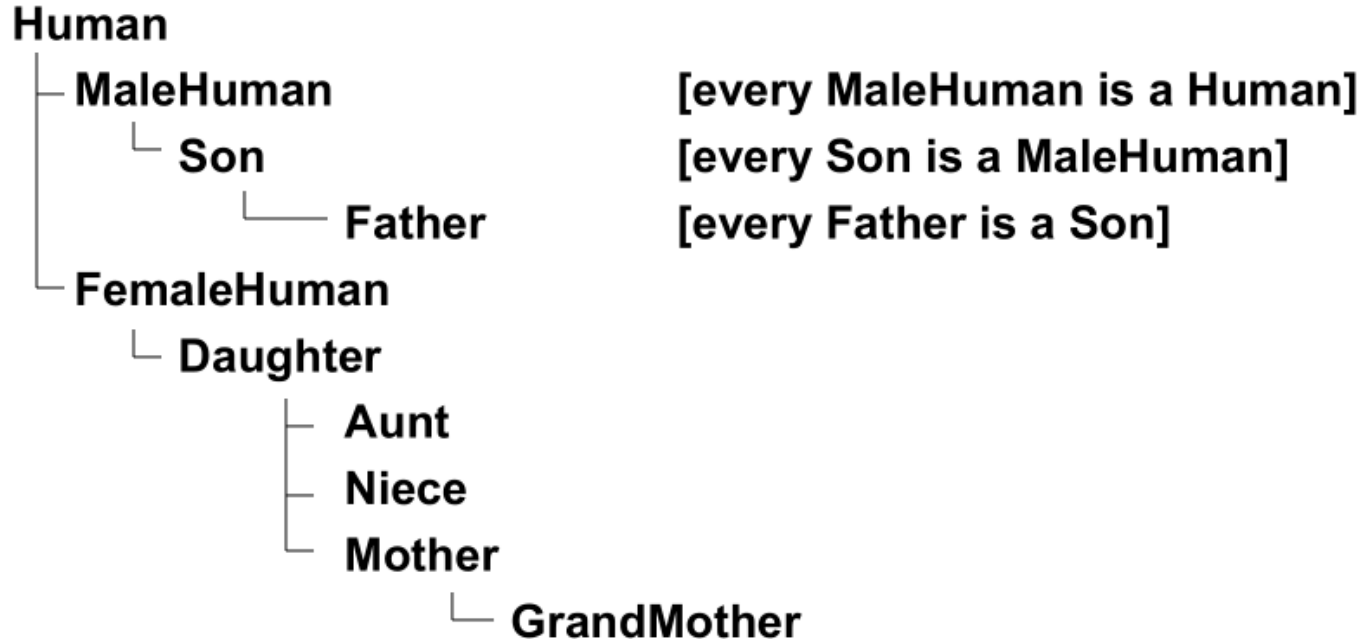 Human
MaleHuman [every MaleHuman is a Human]
Son [every Son is a MaleHuman]
Father [every Father is a Son]
FemaleHuman
Daughter
Aunt
Niece
Mother
GrandMother